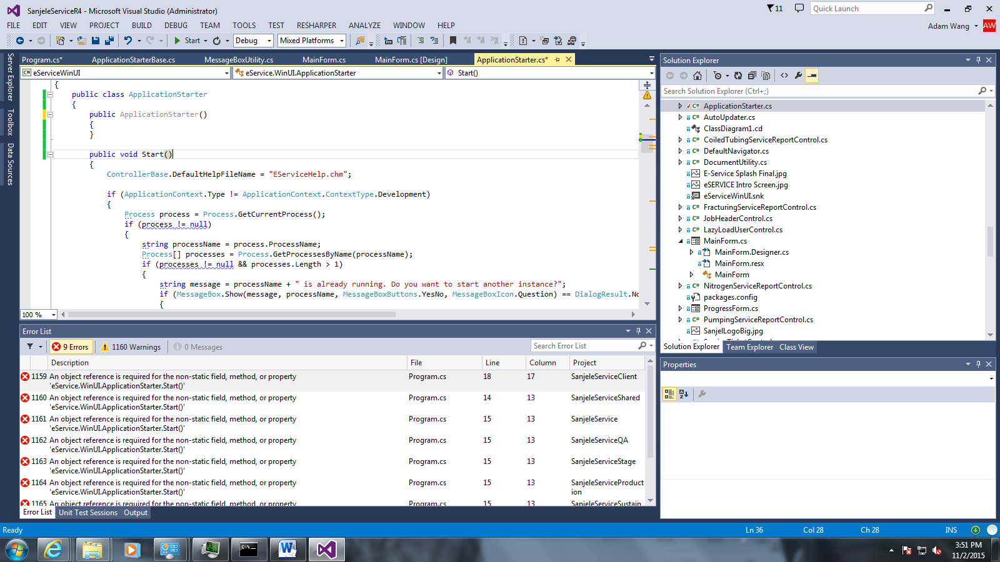 SanjeleServiceR4 - Microsoft Visual Studio (Administrator)
11
Quick Launch
FILE EDIT VIEW PROJECT BUILD DEBUG TEAM TOOLS TEST RESHARPER ANALYZE WINDOW HELP
Adam Wang AW
Start Debug Mixed Platforms
Server Explorer
Toolbox
Data Sources
Program.cs* ApplicationStarterBase.cs MessageBoxUtility.cs MainForm.cs MainForm.cs [Design] ApplicationStarter.cs*
eServiceWinUI eService.WinUI.ApplicationStarter Start()
{
public class ApplicationStarter
{
public ApplicationStarter()
{
}
public void Start()
{
ControllerBase.DefaultHelpFileName = "EServiceHelp.chm";
if (ApplicationContext.Type != ApplicationContext.ContextType.Development)
{
Process process = Process.GetCurrentProcess();
if (process != null)
{
string processName = process.ProcessName;
Process[] processes = Process.GetProcessesByName(processName);
if (processes != null && processes.Length > 1)
{
string message = processName + " is already running. Do you want to start another instance?";
if (MessageBox.Show(message, processName, MessageBoxButtons.YesNo, MessageBoxIcon.Question) == DialogResult.No
{
100 %
Error List
9 Errors 1160 Warnings 0 Messages
Search Error List
Description File Line Column Project
1159 An object reference is required for the non-static field, method, or property Program.cs 18 17 SanjeleServiceClient
'eService.WinUI.ApplicationStarter.Start()'
1160 An object reference is required for the non-static field, method, or property Program.cs 14 13 SanjeleServiceShared
'eService.WinUI.ApplicationStarter.Start()'
1161 An object reference is required for the non-static field, method, or property Program.cs 15 13 SanjeleService
'eService.WinUI.ApplicationStarter.Start()'
1162 An object reference is required for the non-static field, method, or property Program.cs 15 13 SanjeleServiceQA
'eService.WinUI.ApplicationStarter.Start()'
1163 An object reference is required for the non-static field, method, or property Program.cs 15 13 SanjeleServiceStage
'eService.WinUI.ApplicationStarter.Start()'
1164 An object reference is required for the non-static field, method, or property Program.cs 15 13 SanjeleServiceProduct
'eService.WinUI.ApplicationStarter.Start()' ion
1165 An object reference is required for the non-static field, method, or property Program.cs 15 13 SanjeleServiceSustain
Error List Unit Test Sessions Output
Solution Explorer
Search Solution Explorer (Ctrl+;)
ApplicationStarter.cs
AutoUpdater.cs
ClassDiagram1.cd
CoiledTubingServiceReportControl.cs
DefaultNavigator.cs
DocumentUtility.cs
E-Service Splash Final.jpg
eSERVICE Intro Screen.jpg
eServiceWinUI.snk
FracturingServiceReportControl.cs
JobHeaderControl.cs
LazyLoadUserControl.cs
MainForm.cs
MainForm.Designer.cs
MainForm.resx
MainForm
NitrogenServiceReportControl.cs
packages.config
ProgressForm.cs
PumpingServiceReportControl.cs
SanjelLogoBig.jpg
Solution Explorer Team Explorer Class View
Properties
Ready Ln 36 Col 28 Ch 28 INS
3:51 PM
11/2/2015